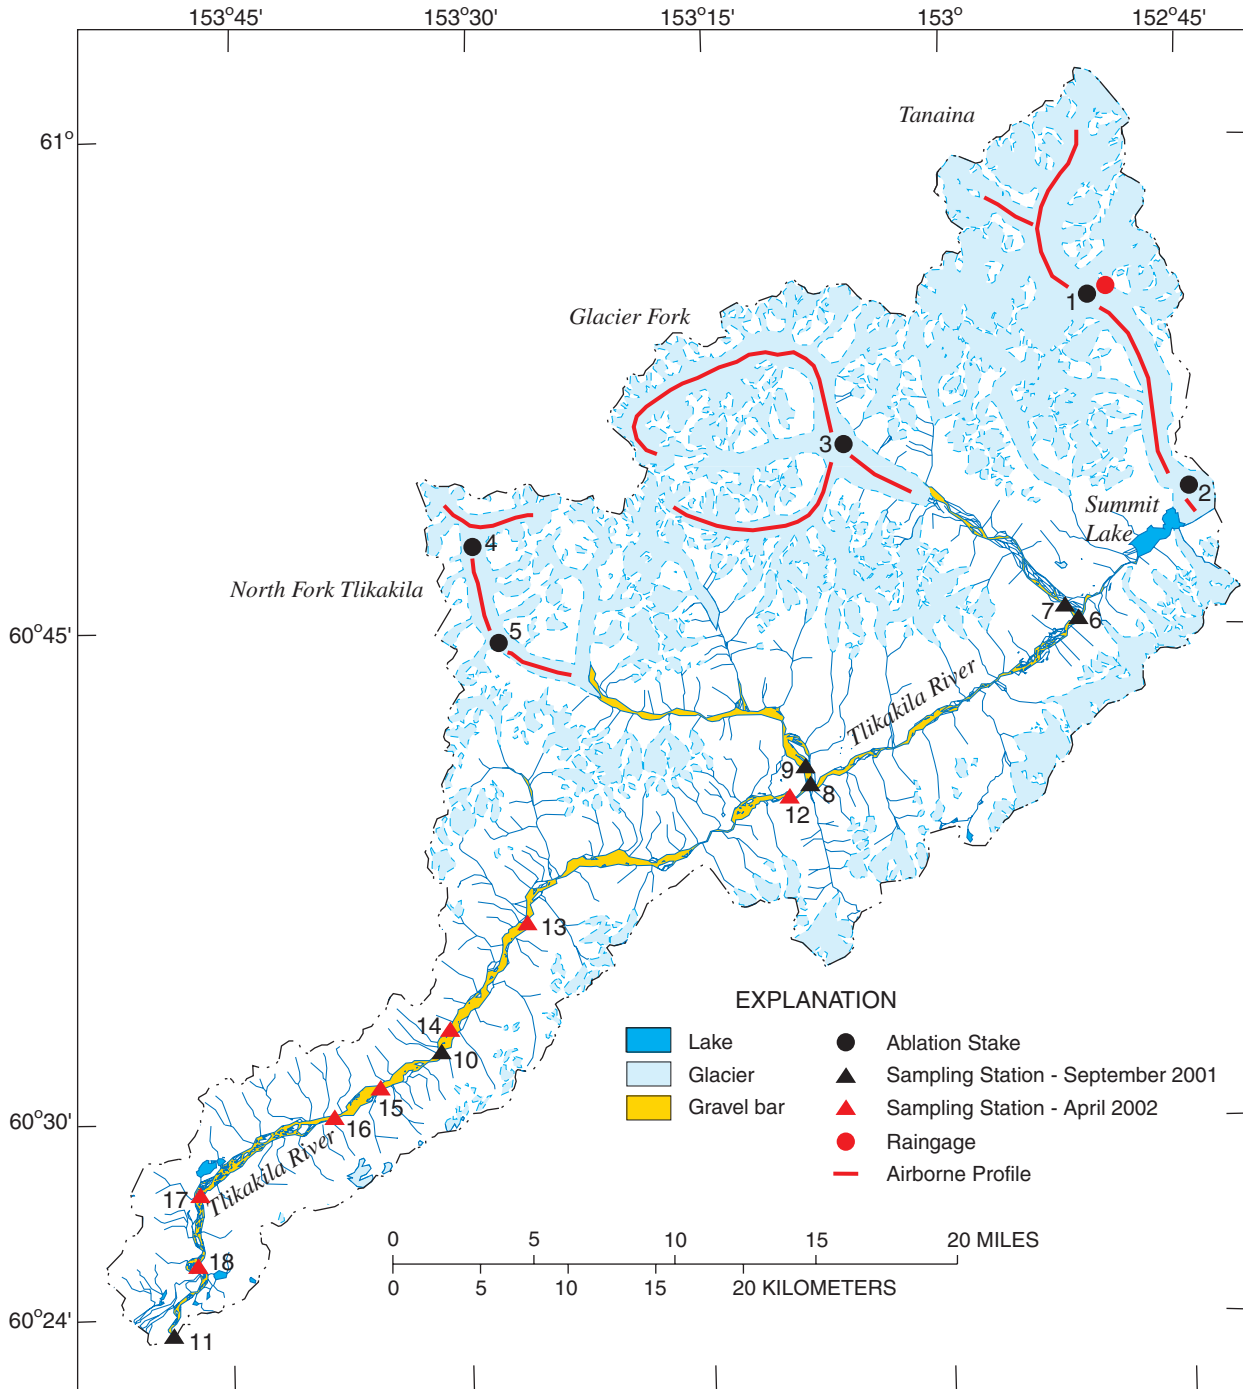 153°45' 153°30' 153°15' 153° 152°45'
61°
Tanaina
1
Glacier Fork
3
2
Summit
Lake
4
North Fork Tlikakila
7 6
60°45'
5
Tlikakila River
9
8
12
13
EXPLANATION
14
10
Lake
Ablation Stake
Glacier
Sampling Station - September 2001
15
Gravel bar
Sampling Station - April 2002
60°30'
16
Raingage
Tlikakila River
Airborne Profile
17
0 5 10 15 20 MILES
18
0 5 10 15 20 KILOMETERS
60°24'
11